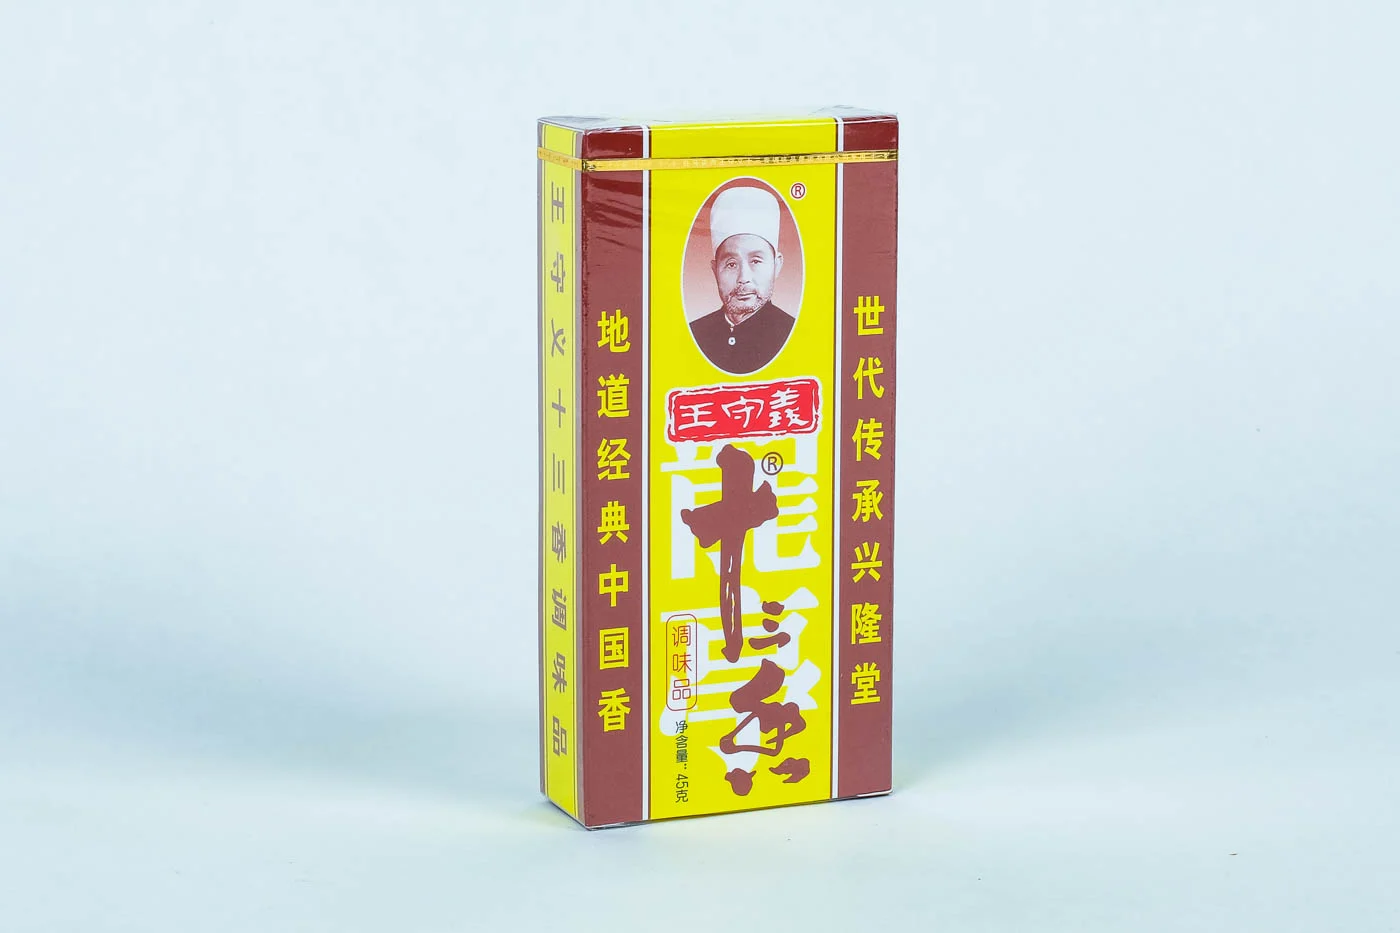 王守义十三香调味品
地道经典中国香
®
王守義
®
十三香
龍亭
调味品
净含量：45克
世代传承兴隆堂